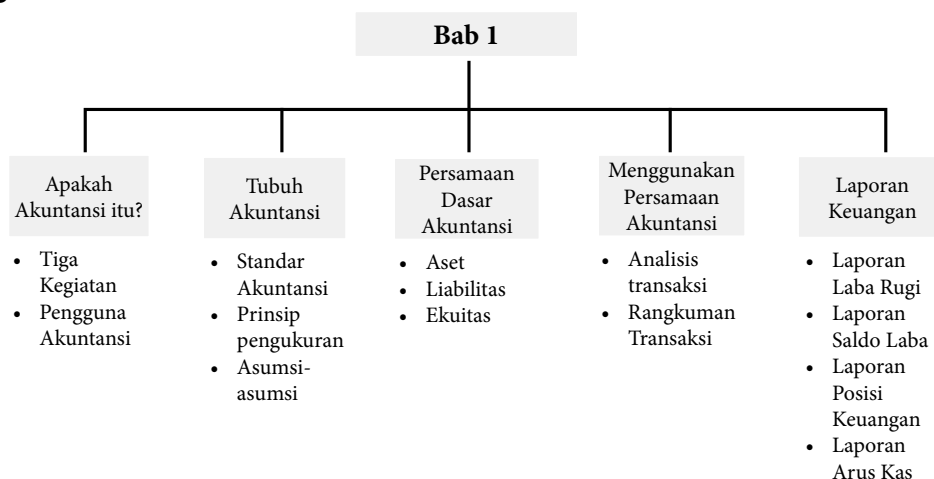 Bab 1
Apakah
Akuntansi itu?
• Tiga
Kegiatan
• Pengguna
Akuntansi
Tubuh
Akuntansi
• Standar
Akuntansi
• Prinsip
pengukuran
• Asumsi-
asumsi
Persamaan
Dasar
Akuntansi
• Aset
• Liabilitas
• Ekuitas
Menggunakan
Persamaan
Akuntansi
• Analisis
transaksi
• Rangkuman
Transaksi
Laporan
Keuangan
• Laporan
Laba Rugi
• Laporan
Saldo Laba
• Laporan
Posisi
Keuangan
• Laporan
Arus Kas